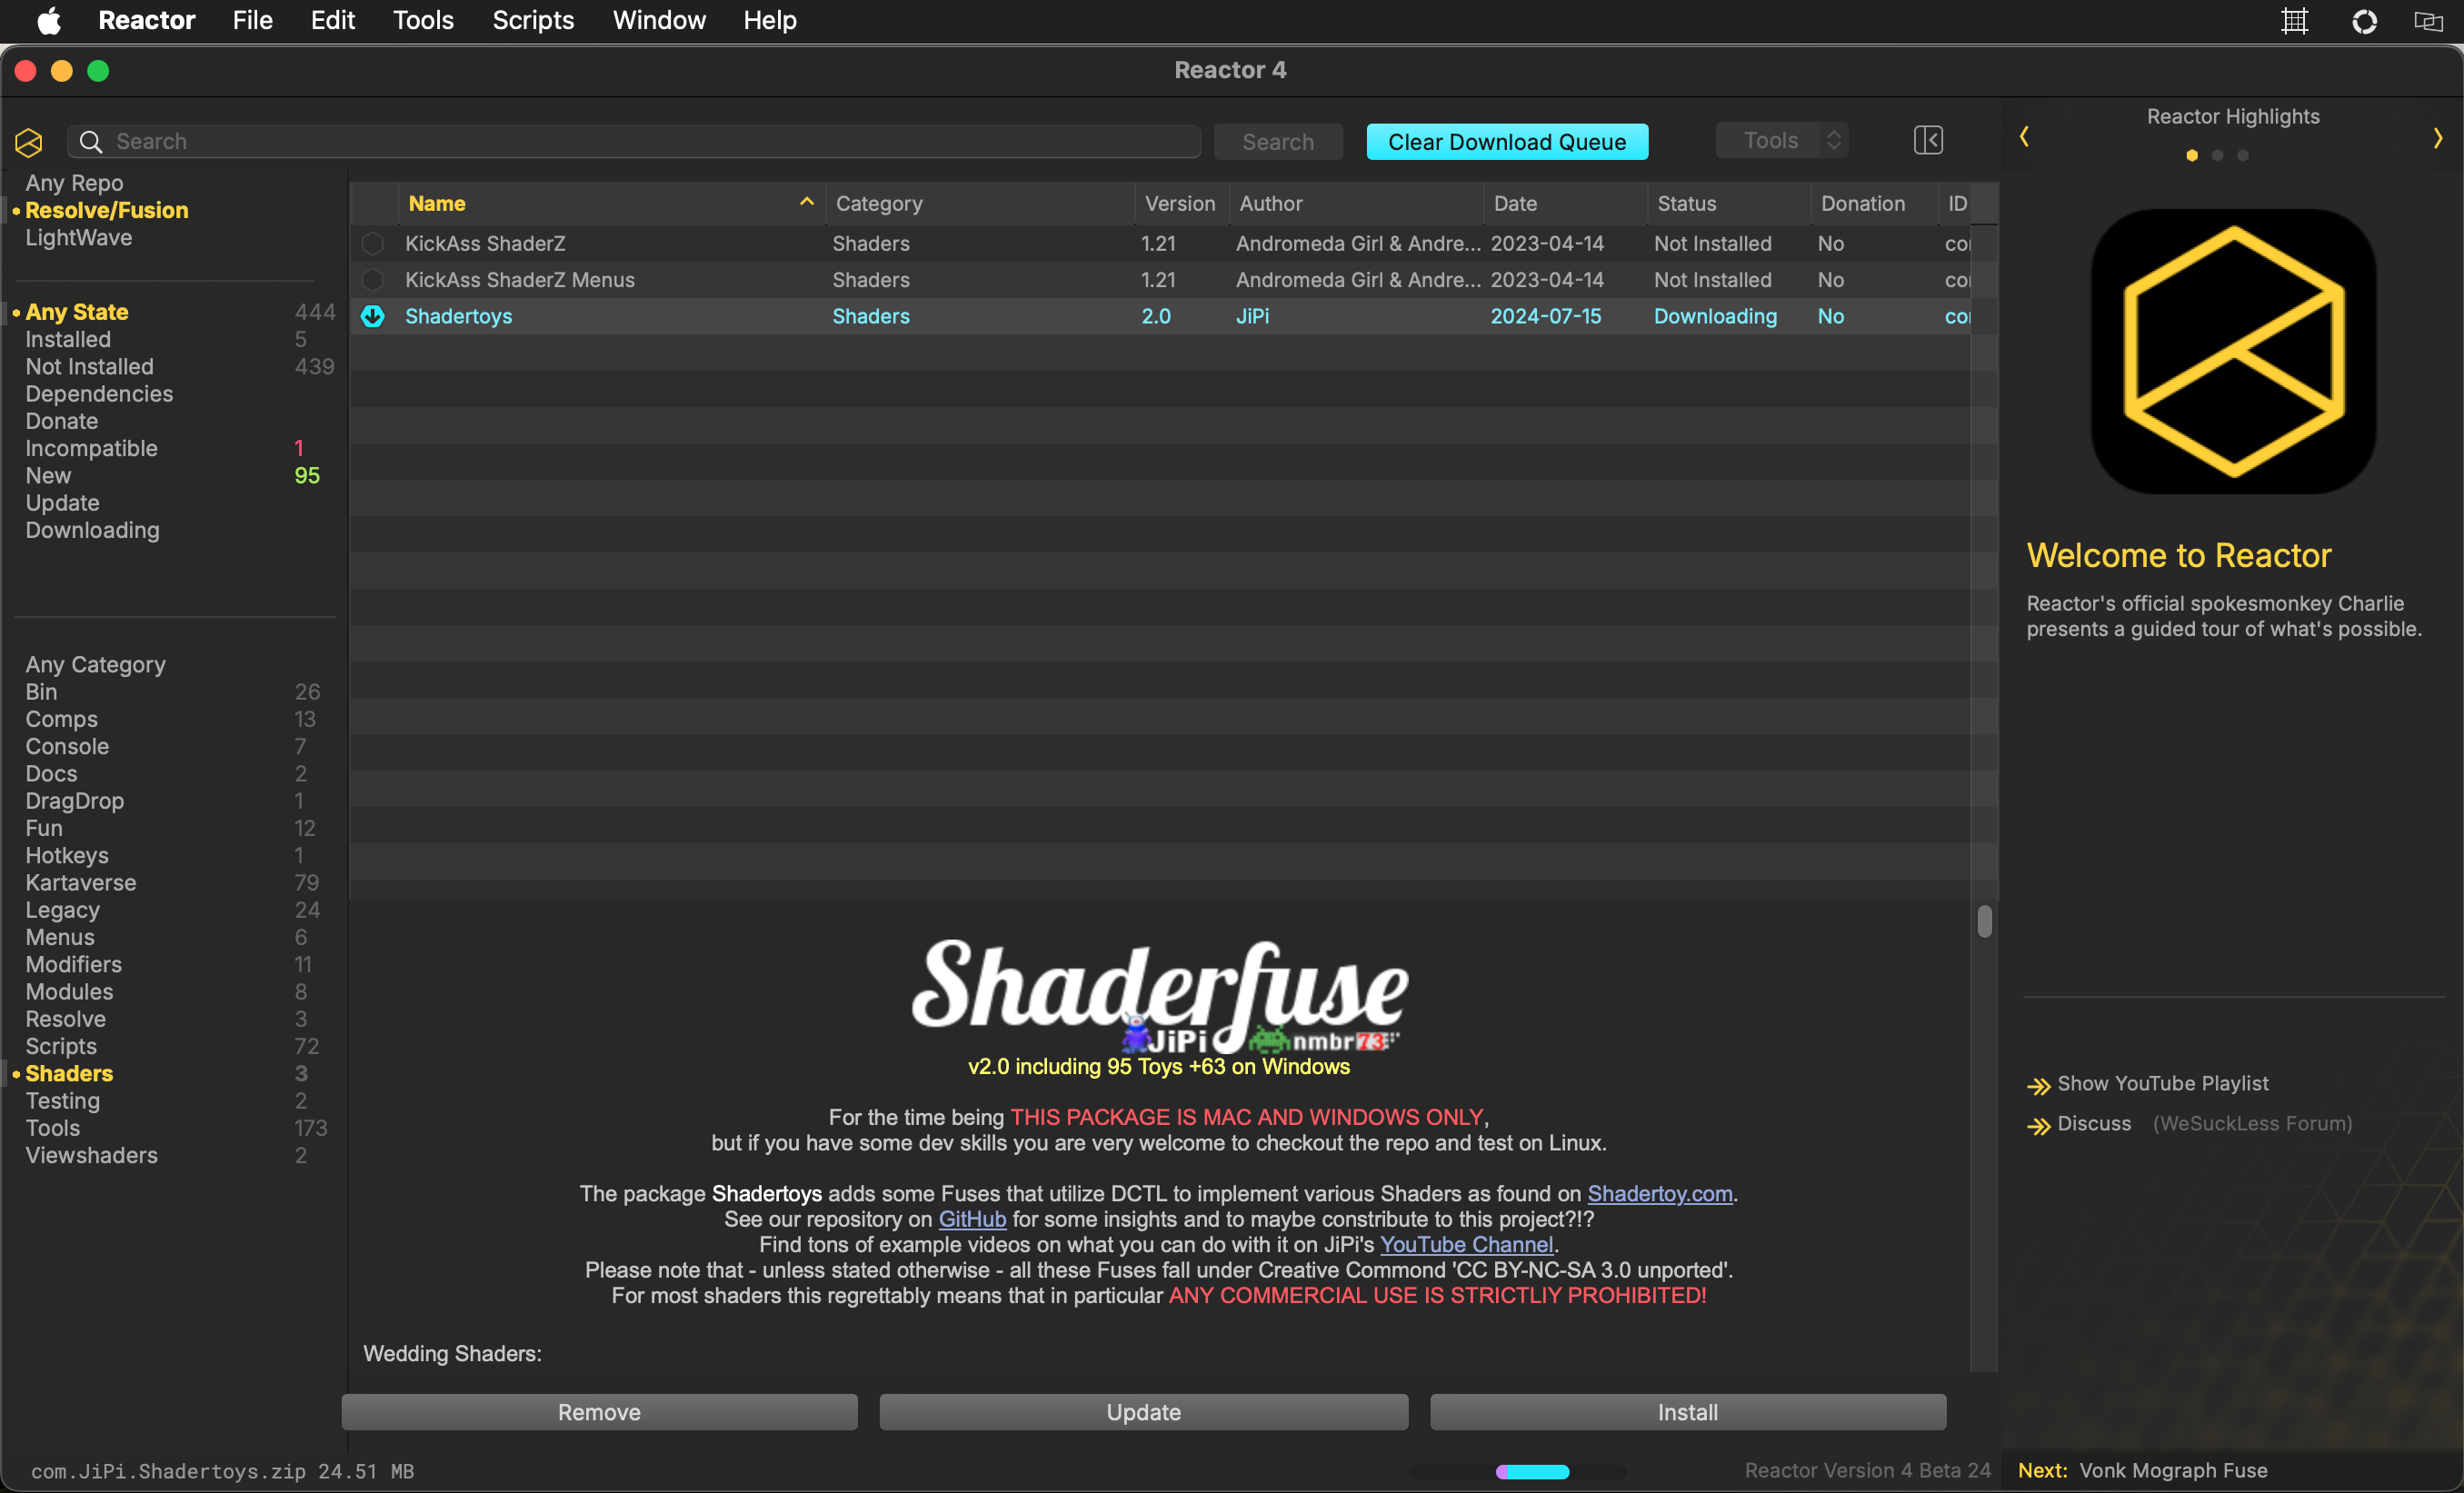 Reactor File Edit Tools Scripts Window Help
Reactor 4
Search
Search
Clear Download Queue
Tools
Reactor Highlights
Any Repo
Resolve/Fusion
LightWave
Any State 444
Installed 5
Not Installed 439
Dependencies
Donate
Incompatible 1
New 95
Update
Downloading
Any Category
Bin 26
Comps 13
Console 7
Docs 2
DragDrop 1
Fun 12
Hotkeys 1
Kartaverse 79
Legacy 24
Menus 6
Modifiers 11
Modules 8
Resolve 3
Scripts 72
Shaders 3
Testing 2
Tools 173
Viewshaders 2
Name Category Version Author Date Status Donation ID
KickAss ShaderZ Shaders 1.21 Andromeda Girl & Andre... 2023-04-14 Not Installed No
KickAss ShaderZ Menus Shaders 1.21 Andromeda Girl & Andre... 2023-04-14 Not Installed No
Shadertoys Shaders 2.0 JiPi 2024-07-15 Downloading No
Shaderfuse
JiPi nmbr73
v2.0 including 95 Toys +63 on Windows
For the time being THIS PACKAGE IS MAC AND WINDOWS ONLY,
but if you have some dev skills you are very welcome to checkout the repo and test on Linux.
The package Shadertoys adds some Fuses that utilize DCTL to implement various Shaders as found on Shadertoy.com.
See our repository on GitHub for some insights and to maybe contribute to this project?!?
Find tons of example videos on what you can do with it on JiPi's YouTube Channel.
Please note that - unless stated otherwise - all these Fuses fall under Creative Commond 'CC BY-NC-SA 3.0 unported'.
For most shaders this regrettably means that in particular ANY COMMERCIAL USE IS STRICTLIY PROHIBITED!
Wedding Shaders:
Remove
Update
Install
com.JiPi.Shadertoys.zip 24.51 MB
Reactor Version 4 Beta 24
Welcome to Reactor
Reactor's official spokesmonkey Charlie
presents a guided tour of what's possible.
Show YouTube Playlist
Discuss (WeSuckLess Forum)
Next: Vonk Mograph Fuse